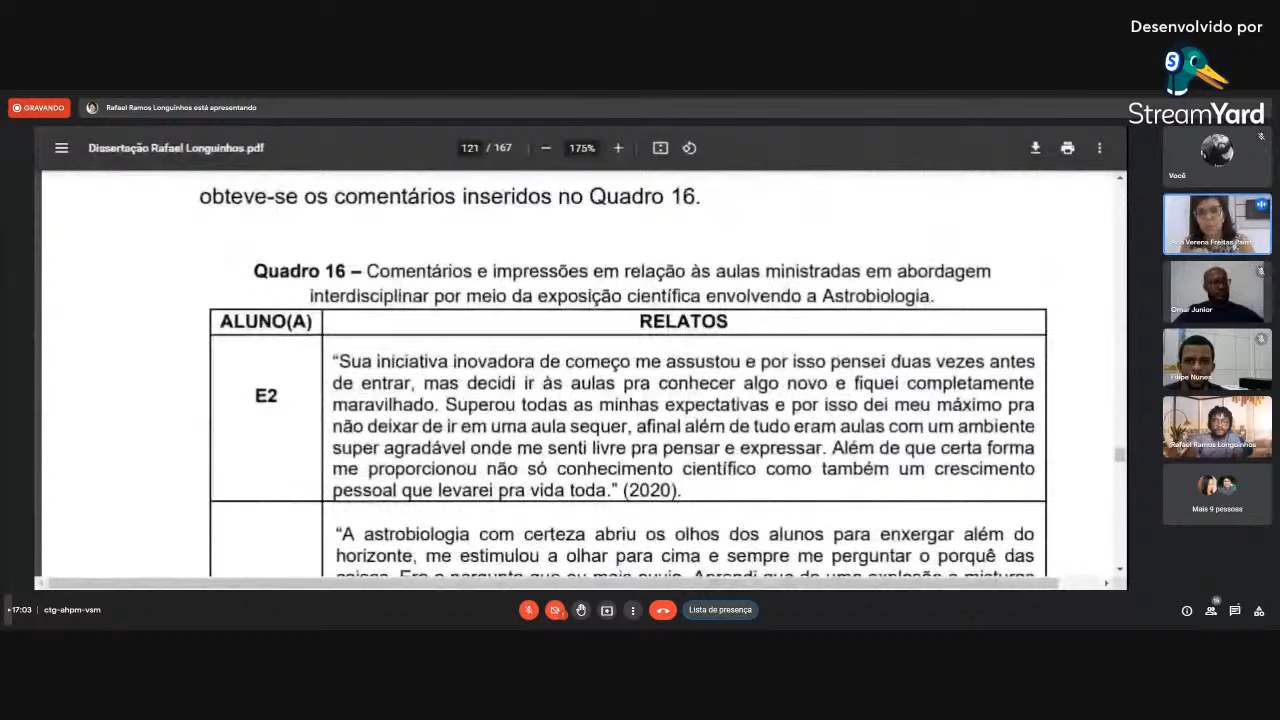 Desenvolvido por
StreamYard
GRAVANDO
Rafael Ramos Longuinhos está apresentando
Dissertação Rafael Longuinhos.pdf
121 / 167
175%
obteve-se os comentários inseridos no Quadro 16.
Quadro 16 – Comentários e impressões em relação às aulas ministradas em abordagem
interdisciplinar por meio da exposição científica envolvendo a Astrobiologia.
ALUNO(A) RELATOS
E2
“Sua iniciativa inovadora de começo me assustou e por isso pensei duas vezes antes
de entrar, mas decidi ir às aulas pra conhecer algo novo e fiquei completamente
maravilhado. Superou todas as minhas expectativas e por isso dei meu máximo pra
não deixar de ir em uma aula sequer, afinal além de tudo eram aulas com um ambiente
super agradável onde me senti livre pra pensar e expressar. Além de que certa forma
me proporcionou não só conhecimento científico como também um crescimento
pessoal que levarei pra vida toda.” (2020).
“A astrobiologia com certeza abriu os olhos dos alunos para enxergar além do
horizonte, me estimulou a olhar para cima e sempre me perguntar o porquê das
Você
Verena Freitas
Omar Junior
Filipe Nunes
Rafael Ramos Longuinhos
Mais 9 pessoas
17:03
ctg-ahpm-vsm
Lista de presença